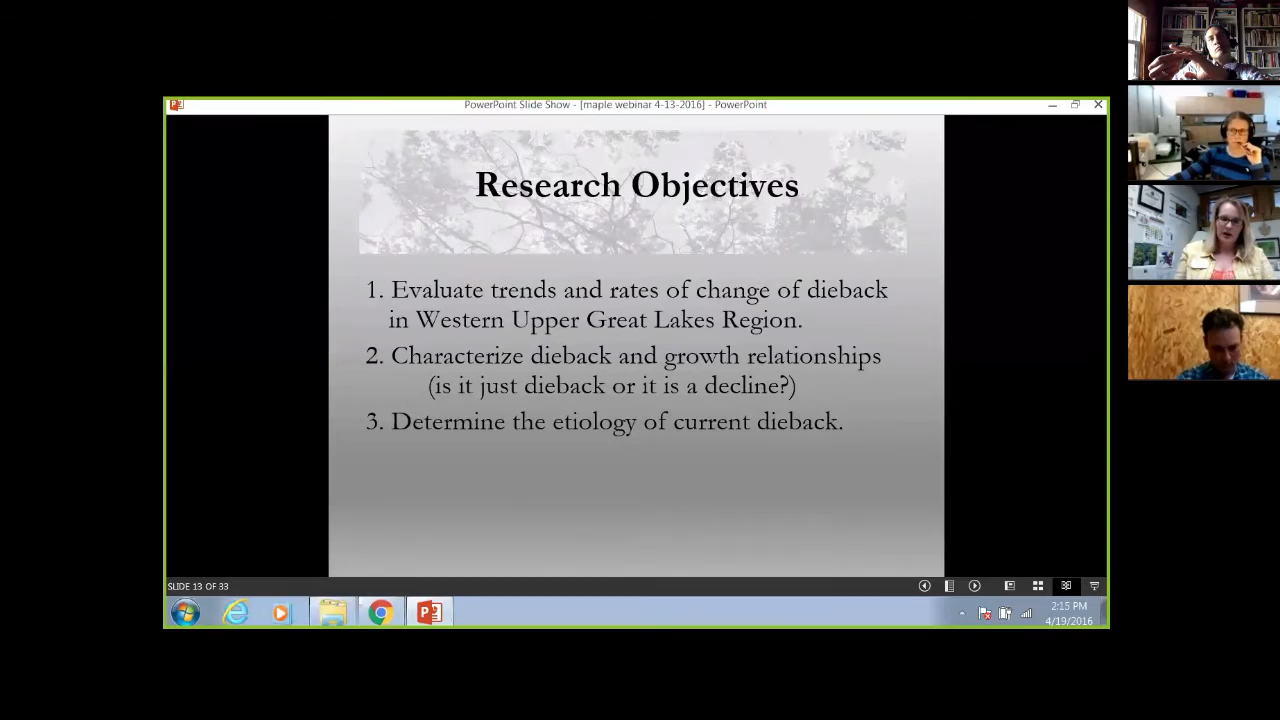 PowerPoint Slide Show - [maple webinar 4-13-2016] - PowerPoint
Research Objectives
1. Evaluate trends and rates of change of dieback
in Western Upper Great Lakes Region.
2. Characterize dieback and growth relationships
(is it just dieback or it is a decline?)
3. Determine the etiology of current dieback.
SLIDE 13 OF 33
2:15 PM
4/19/2016